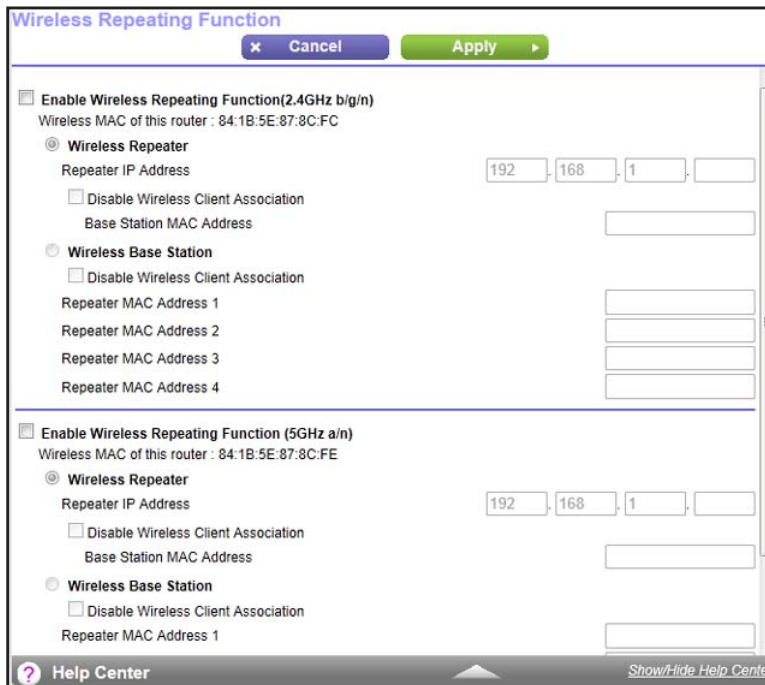 Wireless Repeating Function
× Cancel Apply ▸
Enable Wireless Repeating Function(2.4GHz b/g/n)
Wireless MAC of this router : 84:1B:5E:87:8C:FC
Wireless Repeater
Repeater IP Address 192 . 168 . 1 .
Disable Wireless Client Association
Base Station MAC Address
Wireless Base Station
Disable Wireless Client Association
Repeater MAC Address 1
Repeater MAC Address 2
Repeater MAC Address 3
Repeater MAC Address 4
Enable Wireless Repeating Function (5GHz a/n)
Wireless MAC of this router : 84:1B:5E:87:8C:FE
Wireless Repeater
Repeater IP Address 192 . 168 . 1 .
Disable Wireless Client Association
Base Station MAC Address
Wireless Base Station
Disable Wireless Client Association
Repeater MAC Address 1
? Help Center Show/Hide Help Cente